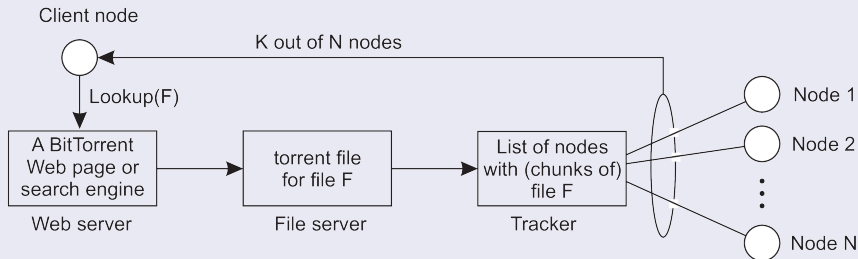 Client node
K out of N nodes
Lookup(F)
A BitTorrent
Web page or
search engine
Web server
torrent file
for file F
File server
List of nodes
with (chunks of)
file F
Tracker
Node 1
Node 2
Node N